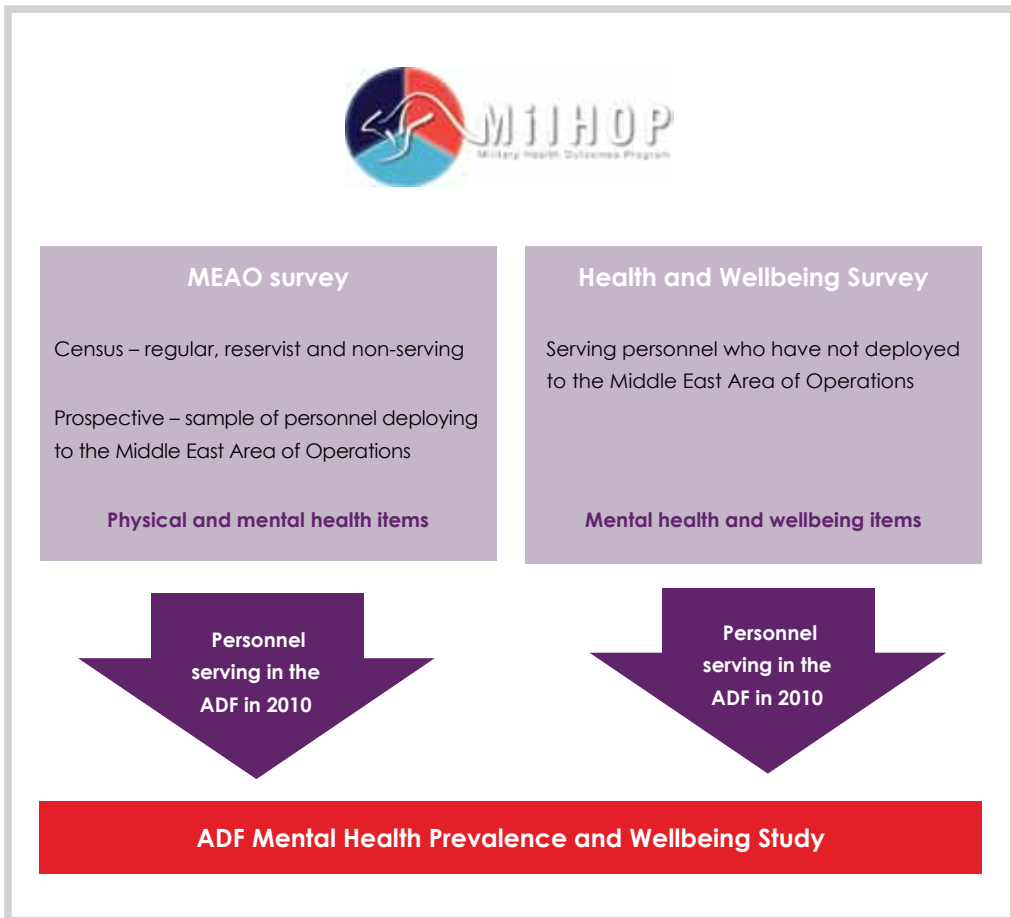 MilHOP
Military Health Outcomes Program
MEAO survey
Census – regular, reservist and non-serving
Prospective – sample of personnel deploying
to the Middle East Area of Operations
Physical and mental health items
Health and Wellbeing Survey
Serving personnel who have not deployed
to the Middle East Area of Operations
Mental health and wellbeing items
Personnel
serving in the
ADF in 2010
Personnel
serving in the
ADF in 2010
ADF Mental Health Prevalence and Wellbeing Study